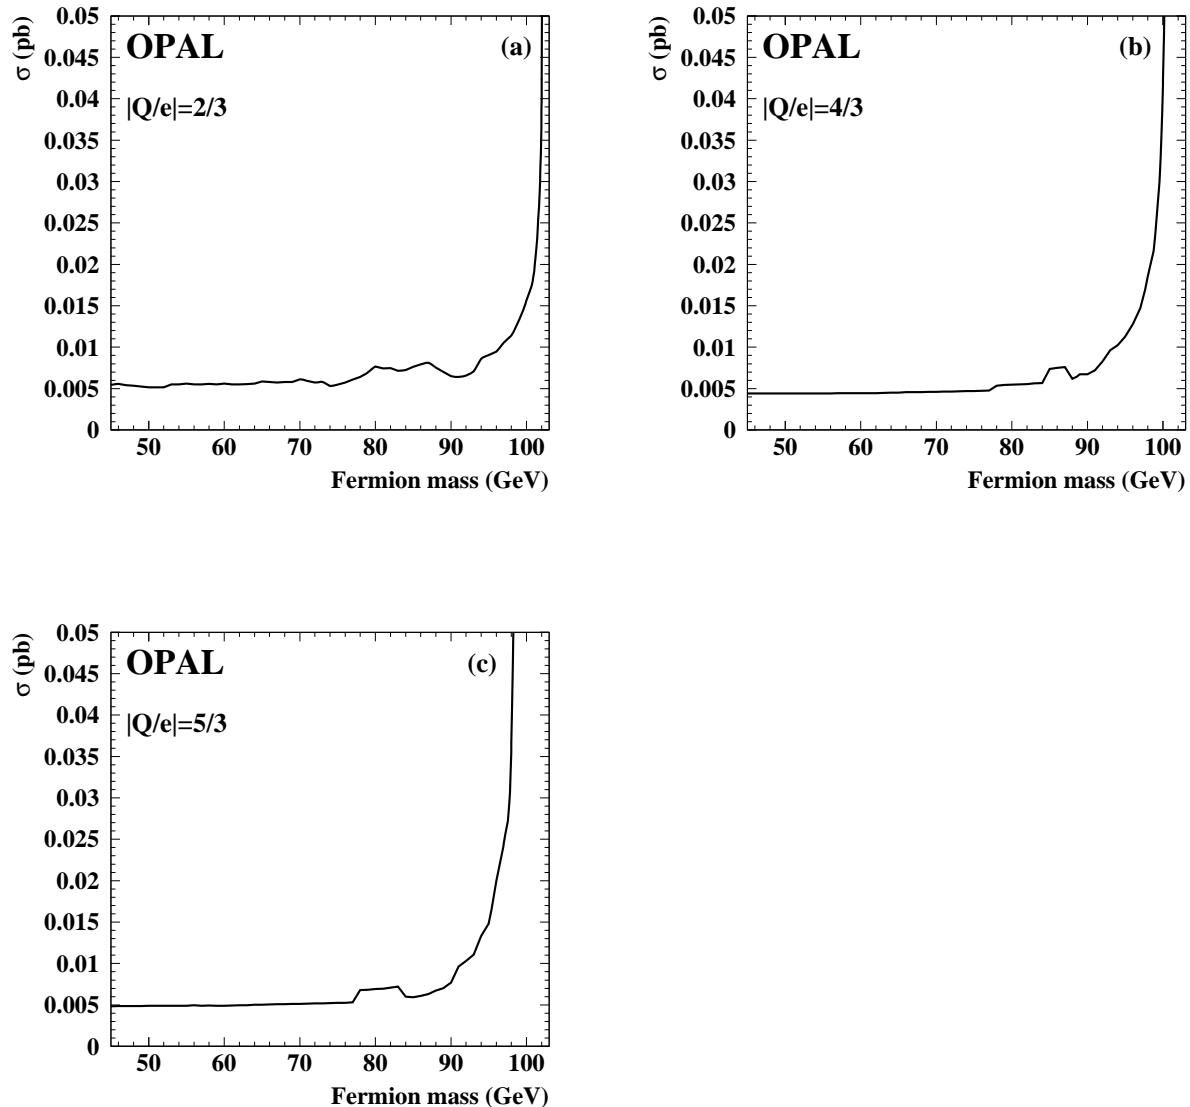 OPAL (a)
|Q/e|=2/3
σ (pb)
0.05
0.045
0.04
0.035
0.03
0.025
0.02
0.015
0.01
0.005
0
50 60 70 80 90 100
Fermion mass (GeV)
OPAL (b)
|Q/e|=4/3
σ (pb)
0.05
0.045
0.04
0.035
0.03
0.025
0.02
0.015
0.01
0.005
0
50 60 70 80 90 100
Fermion mass (GeV)
OPAL (c)
|Q/e|=5/3
σ (pb)
0.05
0.045
0.04
0.035
0.03
0.025
0.02
0.015
0.01
0.005
0
50 60 70 80 90 100
Fermion mass (GeV)